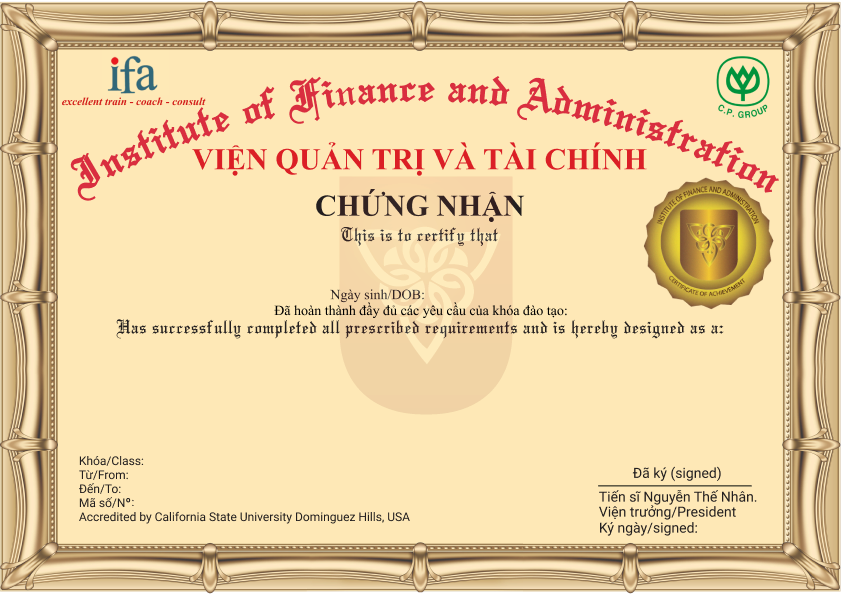 ifa
excellent train - coach - consult
C.P. GROUP
Institute of Finance and Administration
VIỆN QUẢN TRỊ VÀ TÀI CHÍNH
CHỨNG NHẬN
This is to certify that
INSTITUTE OF FINANCE AND ADMINISTRATION
CERTIFICATE OF ACHIEVEMENT
Ngày sinh/DOB:
Đã hoàn thành đầy đủ các yêu cầu của khóa đào tạo:
Has successfully completed all prescribed requirements and is hereby designed as a:
Khóa/Class:
Từ/From:
Đến/To:
Mã số/Nº:
Accredited by California State University Dominguez Hills, USA
Đã ký (signed)
Tiến sĩ Nguyễn Thế Nhân.
Viện trưởng/President
Ký ngày/signed: